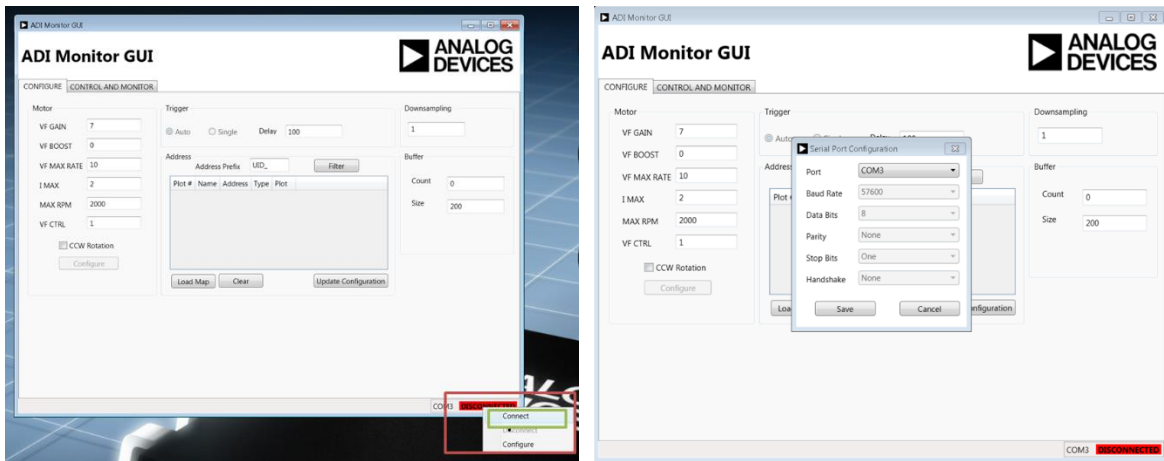 ADI Monitor GUI
ADI Monitor GUI
ANALOG
DEVICES
CONFIGURE CONTROL AND MONITOR
Motor
VF GAIN 7
VF BOOST 0
VF MAX RATE 10
I MAX 2
MAX RPM 2000
VF CTRL 1
CCW Rotation
Configure
Trigger
Auto Single Delay 100
Address
Address Prefix UID_ Filter
Plot # Name Address Type Plot
Load Map Clear Update Configuration
Downsampling
1
Buffer
Count 0
Size 200
COM3 DISCONNECTED
Connect
Configure
ADI Monitor GUI
ADI Monitor GUI
ANALOG
DEVICES
CONFIGURE CONTROL AND MONITOR
Motor
VF GAIN 7
VF BOOST 0
VF MAX RATE 10
I MAX 2
MAX RPM 2000
VF CTRL 1
CCW Rotation
Configure
Trigger
Auto
Addres
Plot
Loa
nfiguration
Serial Port Configuration
Port COM3
Baud Rate 57600
Data Bits 8
Parity None
Stop Bits One
Handshake None
Save Cancel
Downsampling
1
Buffer
Count 0
Size 200
COM3 DISCONNECTED